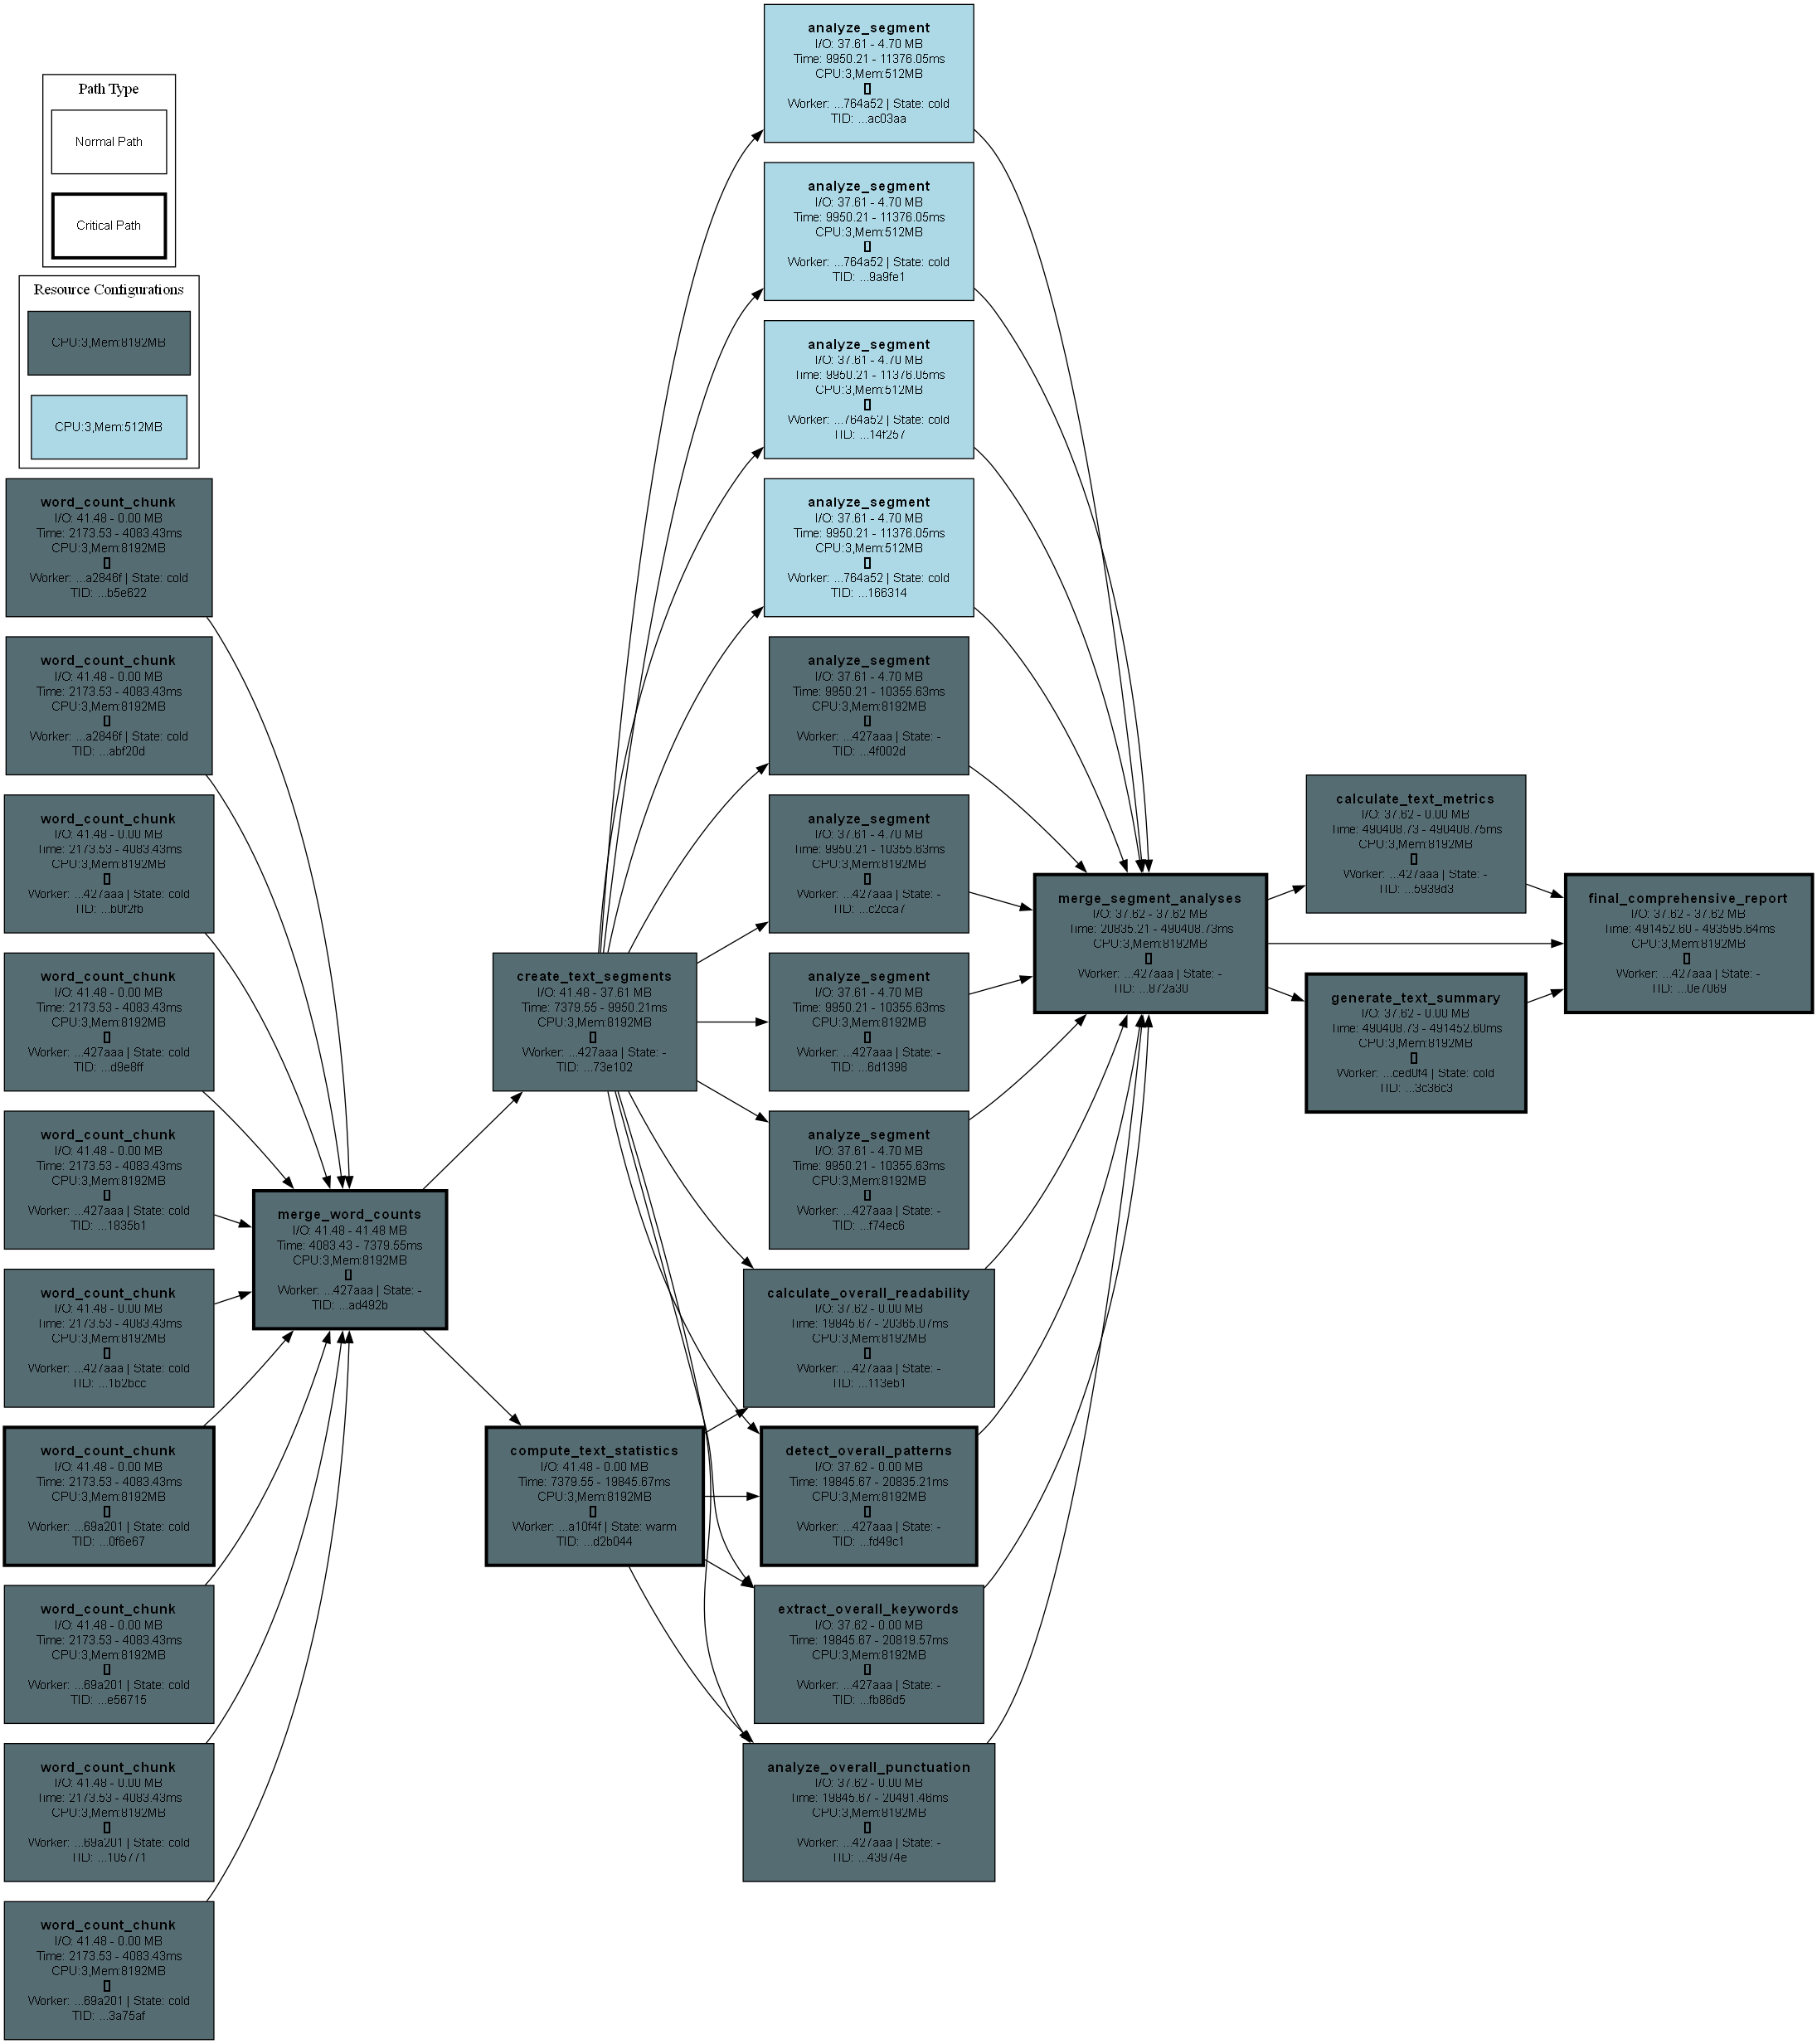 Path Type
Normal Path
Critical Path
Resource Configurations
CPU:3,Mem:8192MB
CPU:3,Mem:512MB
word_count_chunk
I/O: 41.48 - 0.00 MB
Time: 2173.53 - 4083.43ms
CPU:3,Mem:8192MB
Worker: ...a2846f | State: cold
TID: ...b5e622
word_count_chunk
I/O: 41.48 - 0.00 MB
Time: 2173.53 - 4083.43ms
CPU:3,Mem:8192MB
Worker: ...a2846f | State: cold
TID: ...abf20d
word_count_chunk
I/O: 41.48 - 0.00 MB
Time: 2173.53 - 4083.43ms
CPU:3,Mem:8192MB
Worker: ...427aaa | State: cold
TID: ...b0f2fb
word_count_chunk
I/O: 41.48 - 0.00 MB
Time: 2173.53 - 4083.43ms
CPU:3,Mem:8192MB
Worker: ...427aaa | State: cold
TID: ...d9e8ff
word_count_chunk
I/O: 41.48 - 0.00 MB
Time: 2173.53 - 4083.43ms
CPU:3,Mem:8192MB
Worker: ...427aaa | State: cold
TID: ...1835b1
word_count_chunk
I/O: 41.48 - 0.00 MB
Time: 2173.53 - 4083.43ms
CPU:3,Mem:8192MB
Worker: ...427aaa | State: cold
TID: ...1b2bcc
word_count_chunk
I/O: 41.48 - 0.00 MB
Time: 2173.53 - 4083.43ms
CPU:3,Mem:8192MB
Worker: ...69a201 | State: cold
TID: ...0f6e67
word_count_chunk
I/O: 41.48 - 0.00 MB
Time: 2173.53 - 4083.43ms
CPU:3,Mem:8192MB
Worker: ...69a201 | State: cold
TID: ...e56715
word_count_chunk
I/O: 41.48 - 0.00 MB
Time: 2173.53 - 4083.43ms
CPU:3,Mem:8192MB
Worker: ...69a201 | State: cold
TID: ...105771
word_count_chunk
I/O: 41.48 - 0.00 MB
Time: 2173.53 - 4083.43ms
CPU:3,Mem:8192MB
Worker: ...69a201 | State: cold
TID: ...3a75af
merge_word_counts
I/O: 41.48 - 41.48 MB
Time: 4083.43 - 7379.55ms
CPU:3,Mem:8192MB
Worker: ...427aaa | State: -
TID: ...ad492b
create_text_segments
I/O: 41.48 - 37.61 MB
Time: 7379.55 - 9950.21ms
CPU:3,Mem:8192MB
Worker: ...427aaa | State: -
TID: ...73e102
compute_text_statistics
I/O: 41.48 - 0.00 MB
Time: 7379.55 - 19845.67ms
CPU:3,Mem:8192MB
Worker: ...a10f4f | State: warm
TID: ...d2b044
analyze_segment
I/O: 37.61 - 4.70 MB
Time: 9950.21 - 11376.05ms
CPU:3,Mem:512MB
Worker: ...764a52 | State: cold
TID: ...ac03aa
analyze_segment
I/O: 37.61 - 4.70 MB
Time: 9950.21 - 11376.05ms
CPU:3,Mem:512MB
Worker: ...764a52 | State: cold
TID: ...9a9fe1
analyze_segment
I/O: 37.61 - 4.70 MB
Time: 9950.21 - 11376.05ms
CPU:3,Mem:512MB
Worker: ...764a52 | State: cold
TID: ...14f257
analyze_segment
I/O: 37.61 - 4.70 MB
Time: 9950.21 - 11376.05ms
CPU:3,Mem:512MB
Worker: ...764a52 | State: cold
TID: ...166314
analyze_segment
I/O: 37.61 - 4.70 MB
Time: 9950.21 - 10355.63ms
CPU:3,Mem:8192MB
Worker: ...427aaa | State: -
TID: ...4f002d
analyze_segment
I/O: 37.61 - 4.70 MB
Time: 9950.21 - 10355.63ms
CPU:3,Mem:8192MB
Worker: ...427aaa | State: -
TID: ...c2cca7
analyze_segment
I/O: 37.61 - 4.70 MB
Time: 9950.21 - 10355.63ms
CPU:3,Mem:8192MB
Worker: ...427aaa | State: -
TID: ...6d1398
analyze_segment
I/O: 37.61 - 4.70 MB
Time: 9950.21 - 10355.63ms
CPU:3,Mem:8192MB
Worker: ...427aaa | State: -
TID: ...f74ec6
calculate_overall_readability
I/O: 37.62 - 0.00 MB
Time: 19845.67 - 20365.07ms
CPU:3,Mem:8192MB
Worker: ...427aaa | State: -
TID: ...113eb1
detect_overall_patterns
I/O: 37.62 - 0.00 MB
Time: 19845.67 - 20835.21ms
CPU:3,Mem:8192MB
Worker: ...427aaa | State: -
TID: ...fd49c1
extract_overall_keywords
I/O: 37.62 - 0.00 MB
Time: 19845.67 - 20819.57ms
CPU:3,Mem:8192MB
Worker: ...427aaa | State: -
TID: ...fb86d5
analyze_overall_punctuation
I/O: 37.62 - 0.00 MB
Time: 19845.67 - 20491.46ms
CPU:3,Mem:8192MB
Worker: ...427aaa | State: -
TID: ...43974e
merge_segment_analyses
I/O: 37.62 - 37.62 MB
Time: 20835.21 - 490408.73ms
CPU:3,Mem:8192MB
Worker: ...427aaa | State: -
TID: ...872a30
calculate_text_metrics
I/O: 37.62 - 0.00 MB
Time: 490408.73 - 490408.75ms
CPU:3,Mem:8192MB
Worker: ...427aaa | State: -
TID: ...5939d3
generate_text_summary
I/O: 37.62 - 0.00 MB
Time: 490408.73 - 491452.60ms
CPU:3,Mem:8192MB
Worker: ...ced0f4 | State: cold
TID: ...3c36c3
final_comprehensive_report
I/O: 37.62 - 37.62 MB
Time: 491452.60 - 493595.64ms
CPU:3,Mem:8192MB
Worker: ...427aaa | State: -
TID: ...0e7069